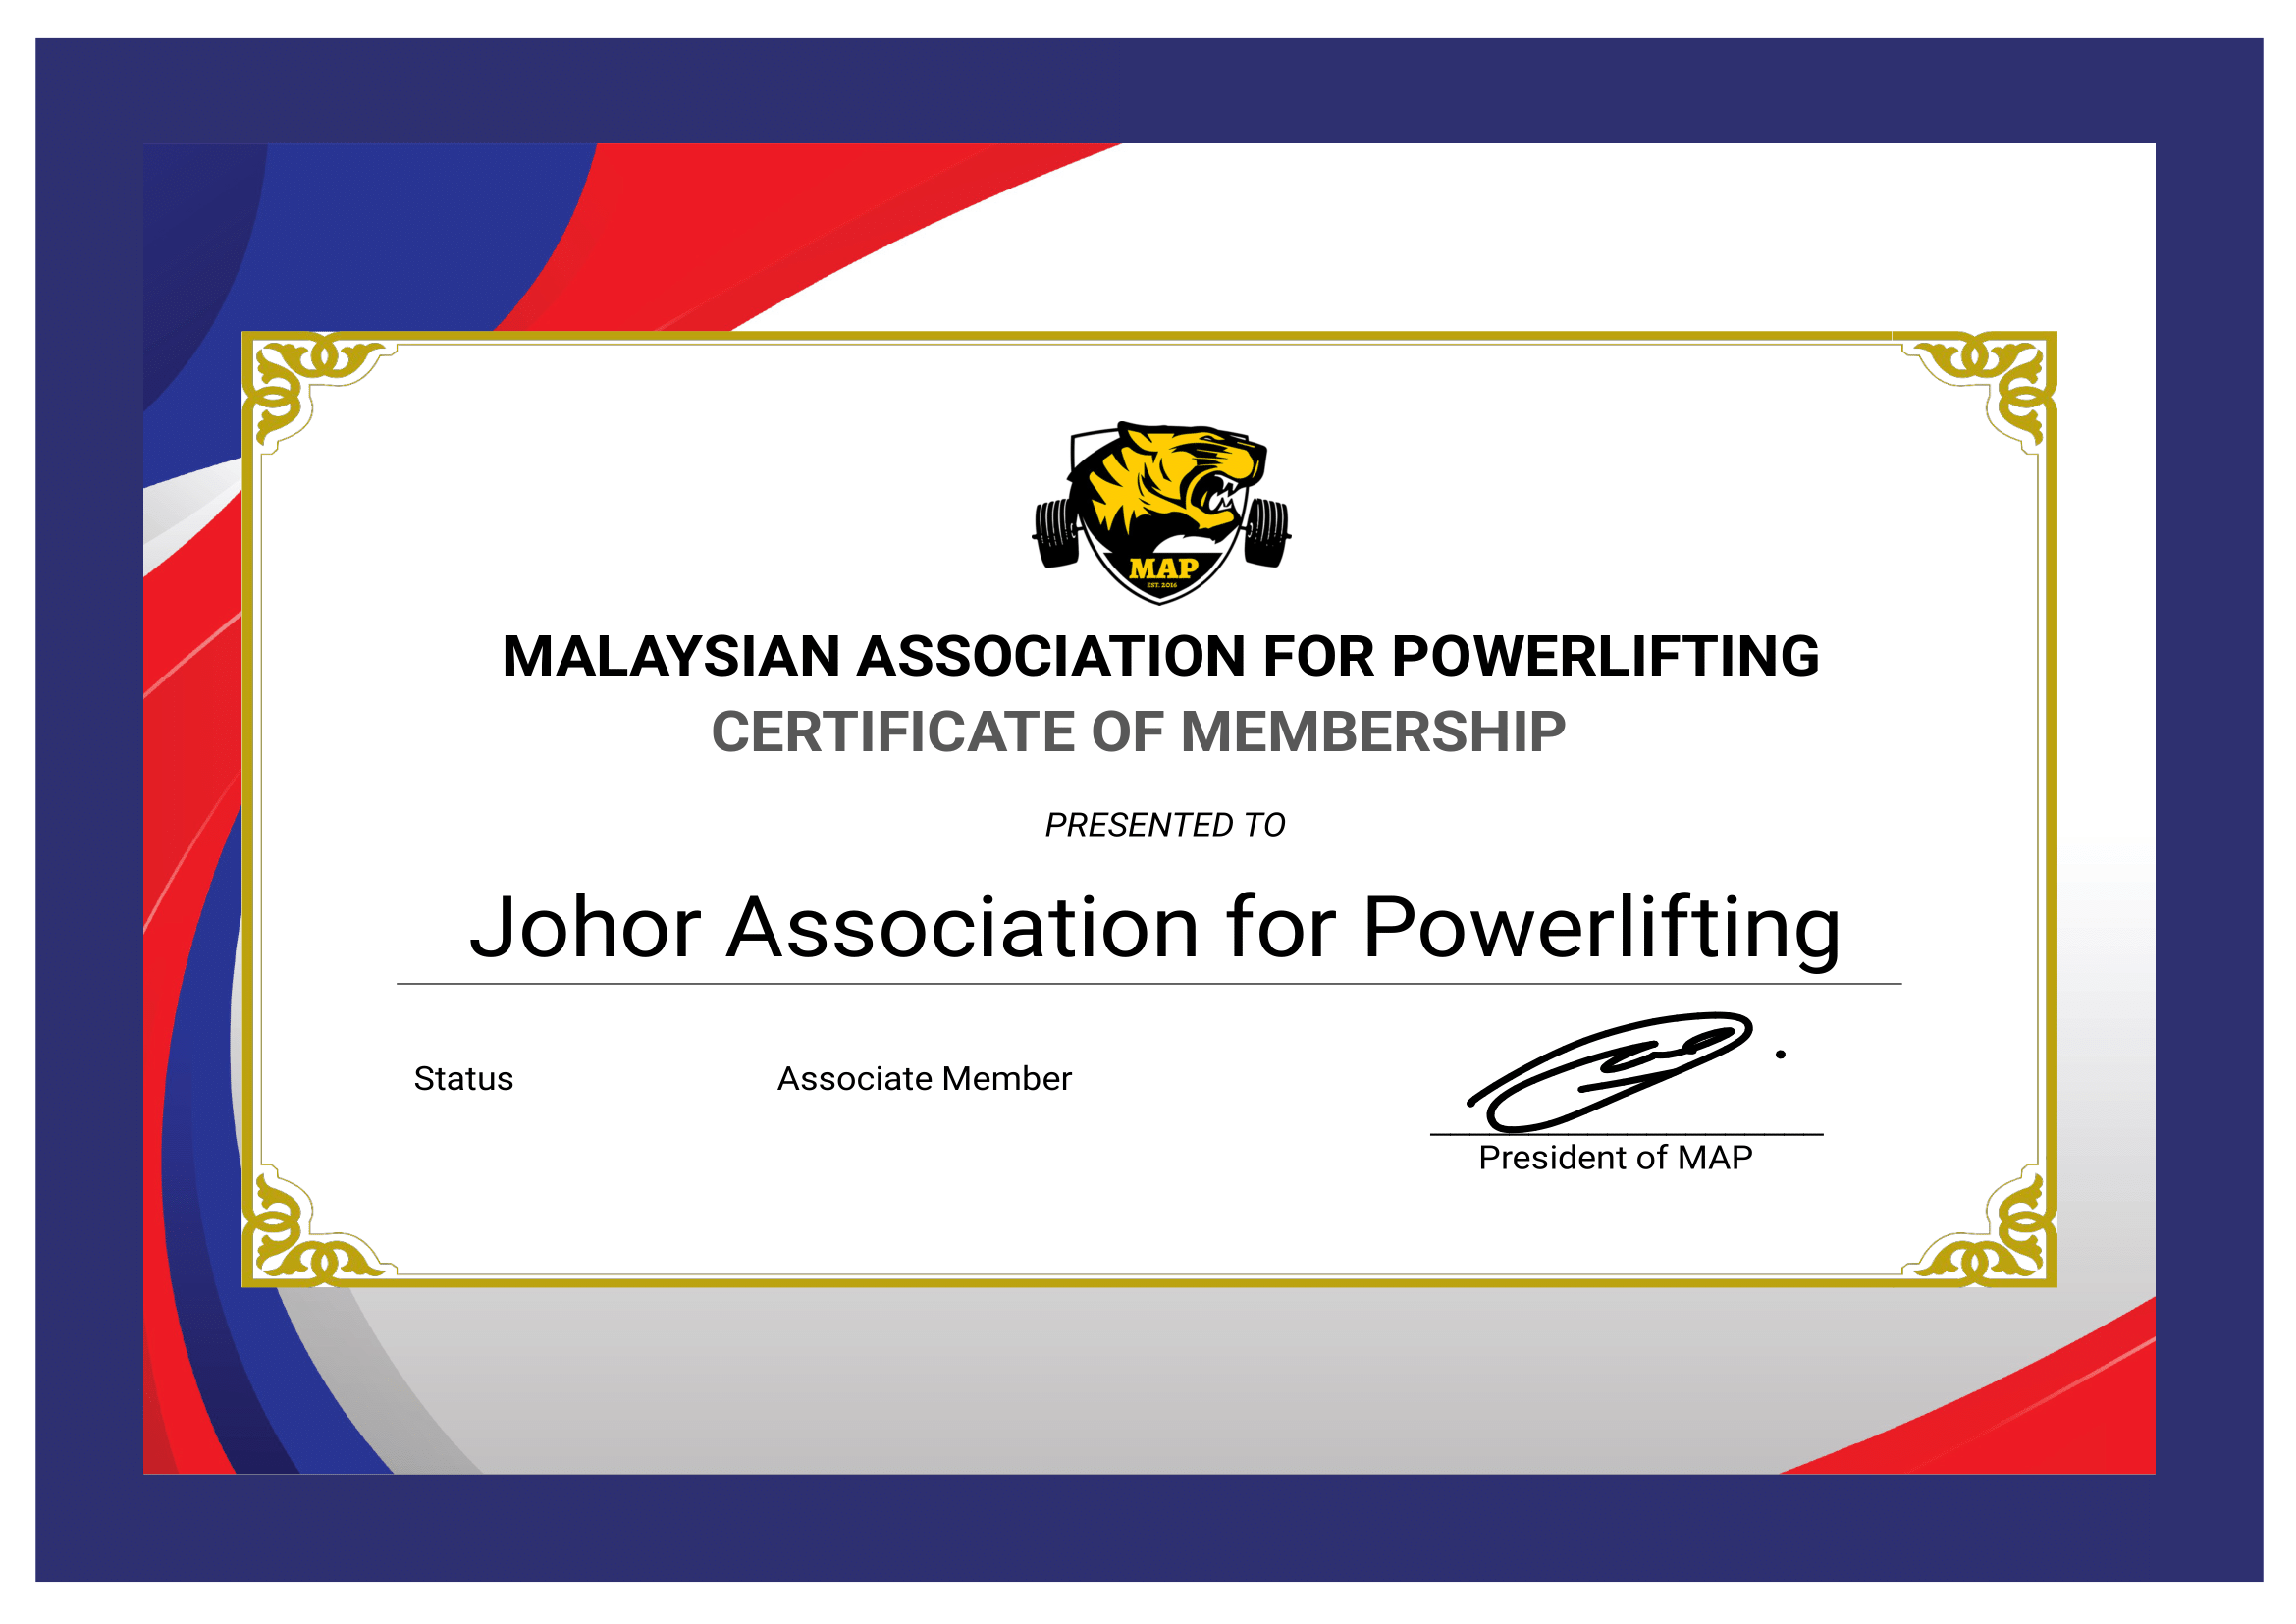 MAP
EST. 2016
MALAYSIAN ASSOCIATION FOR POWERLIFTING
CERTIFICATE OF MEMBERSHIP
PRESENTED TO
Johor Association for Powerlifting
Status Associate Member
President of MAP